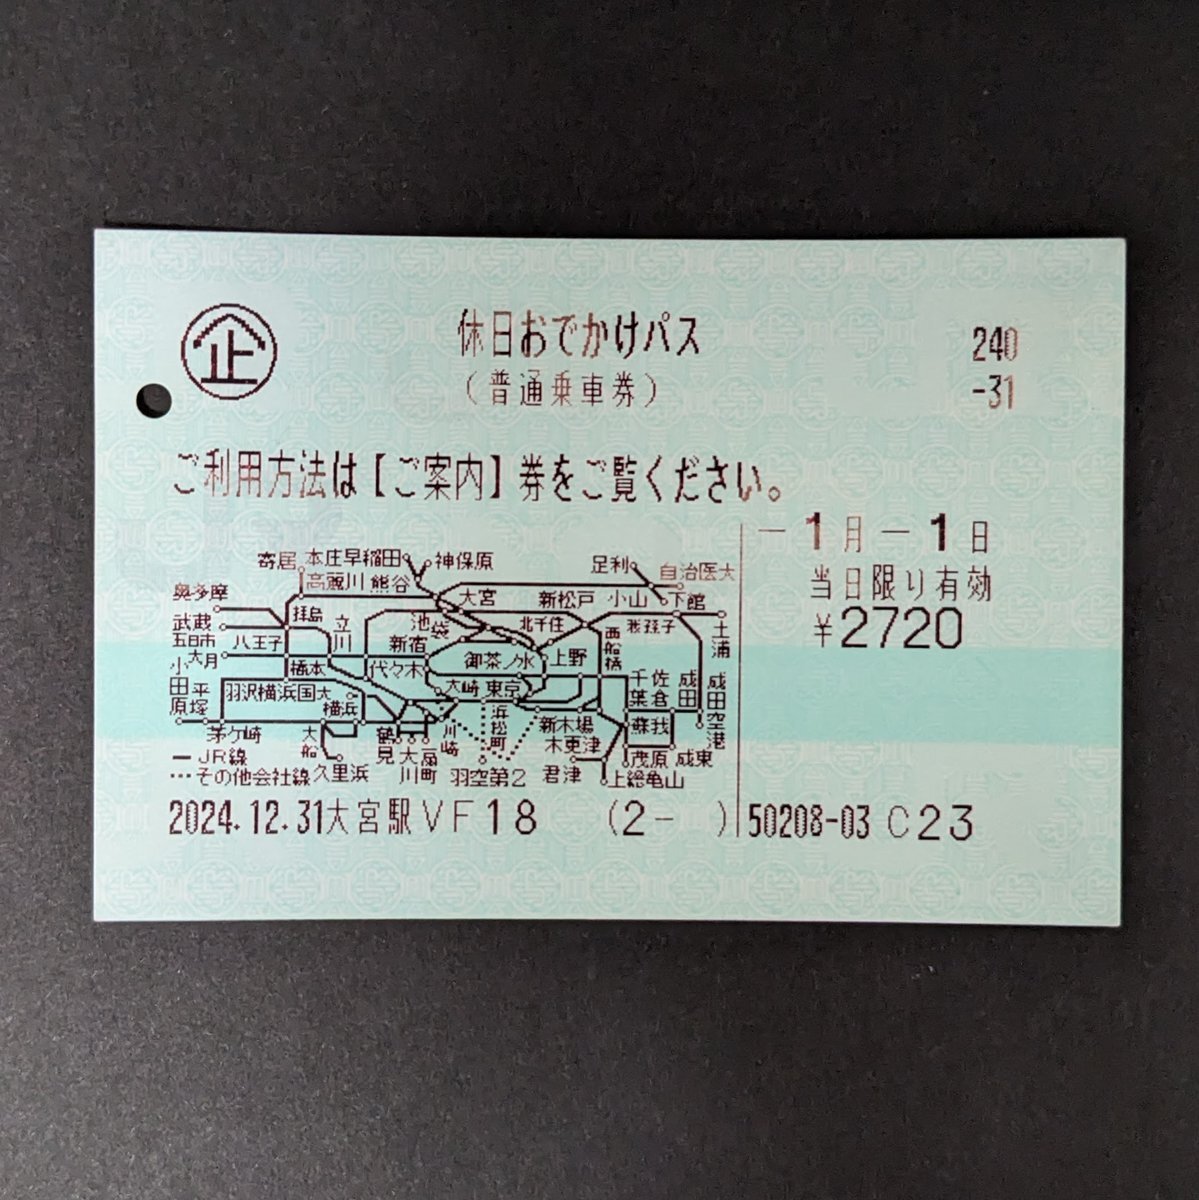 企
休日おでかけパス
240
(普通乗車券)
-31
ご利用方法は【ご案内】券をご覧ください。
-1月-1日
当日限り有効
¥2720
寄居 本庄早稲田 神保原 足利 自治医大
奥多摩 高麗川 熊谷 大宮 新松戸 小山 下館
武蔵五日市 拝島 立川 池袋 北千住 我孫子 土浦
大月 八王子 新宿 御茶ノ水 上野 西船橋
小田原 平塚 橋本 代々木 千葉 佐倉 成田 成田空港
羽沢横浜国大 横浜 大崎 東京 浜松町 新木場 蘇我
茅ケ崎 大船 鶴見 大川 扇町 川崎 木更津
久里浜 羽空第2 君津 茂原 成東 上総亀山
JR線
その他会社線
2024.12.31大宮駅VF18 (2- ) 50208-03 C23